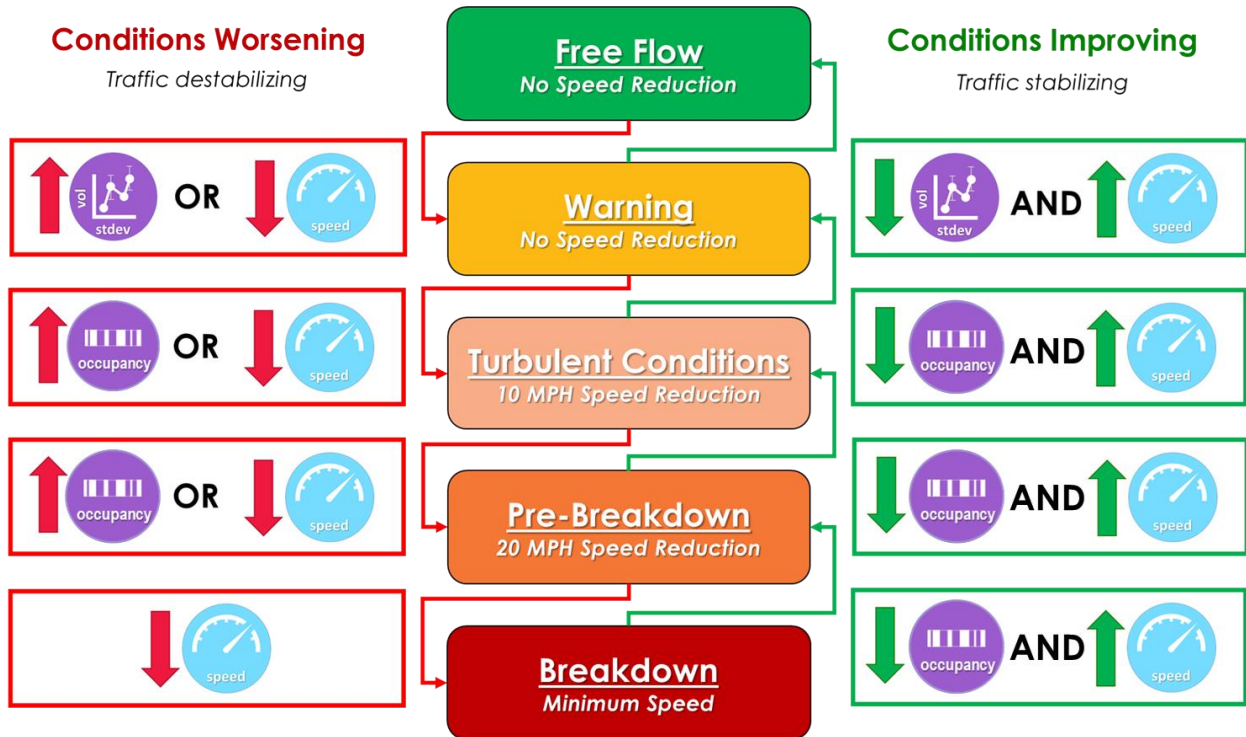 Conditions Worsening
Traffic destabilizing
Free Flow
No Speed Reduction
Conditions Improving
Traffic stabilizing
vol
stdev
OR
speed
Warning
No Speed Reduction
vol
stdev
AND
speed
occupancy
OR
speed
Turbulent Conditions
10 MPH Speed Reduction
occupancy
AND
speed
occupancy
OR
speed
Pre-Breakdown
20 MPH Speed Reduction
occupancy
AND
speed
speed
Breakdown
Minimum Speed
occupancy
AND
speed